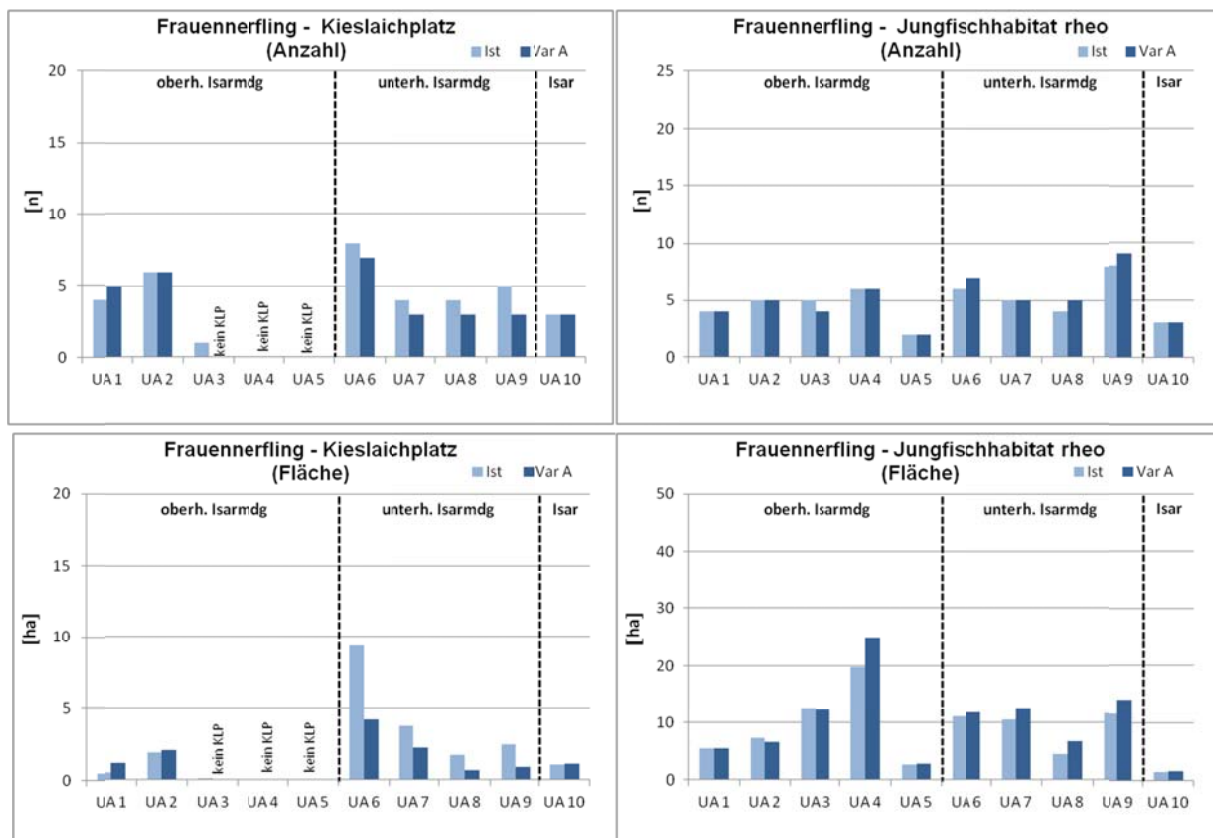 Frauennerfling - Kieslaichplatz
(Anzahl)
Ist Var A
20
15
10
5
0
[n]
oberh. Isarmdg unterh. Isarmdg Isar
kein KLP kein KLP kein KLP
UA 1 UA 2 UA 3 UA 4 UA 5 UA 6 UA 7 UA 8 UA 9 UA 10
Frauennerfling - Jungfischhabitat rheo
(Anzahl)
Ist Var A
25
20
15
10
5
0
[n]
oberh. Isarmdg unterh. Isarmdg Isar
UA 1 UA 2 UA 3 UA 4 UA 5 UA 6 UA 7 UA 8 UA 9 UA 10
Frauennerfling - Kieslaichplatz
(Fläche)
Ist Var A
20
15
10
5
0
[ha]
oberh. Isarmdg unterh. Isarmdg Isar
kein KLP kein KLP kein KLP
UA 1 UA 2 UA 3 UA 4 UA 5 UA 6 UA 7 UA 8 UA 9 UA 10
Frauennerfling - Jungfischhabitat rheo
(Fläche)
Ist Var A
50
40
30
20
10
0
[ha]
oberh. Isarmdg unterh. Isarmdg Isar
UA 1 UA 2 UA 3 UA 4 UA 5 UA 6 UA 7 UA 8 UA 9 UA 10